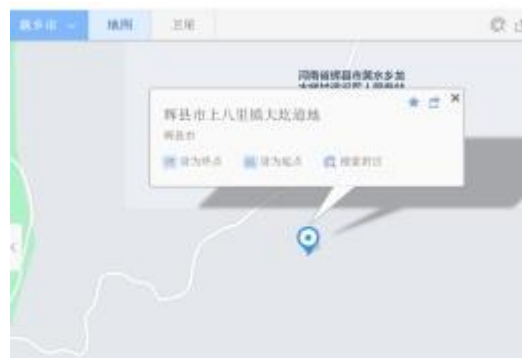 新乡市 地图 卫星
河南省辉县市黄水乡龙
辉县市上八里镇大圪道地
辉县市
设为终点 设为起点 搜索附近